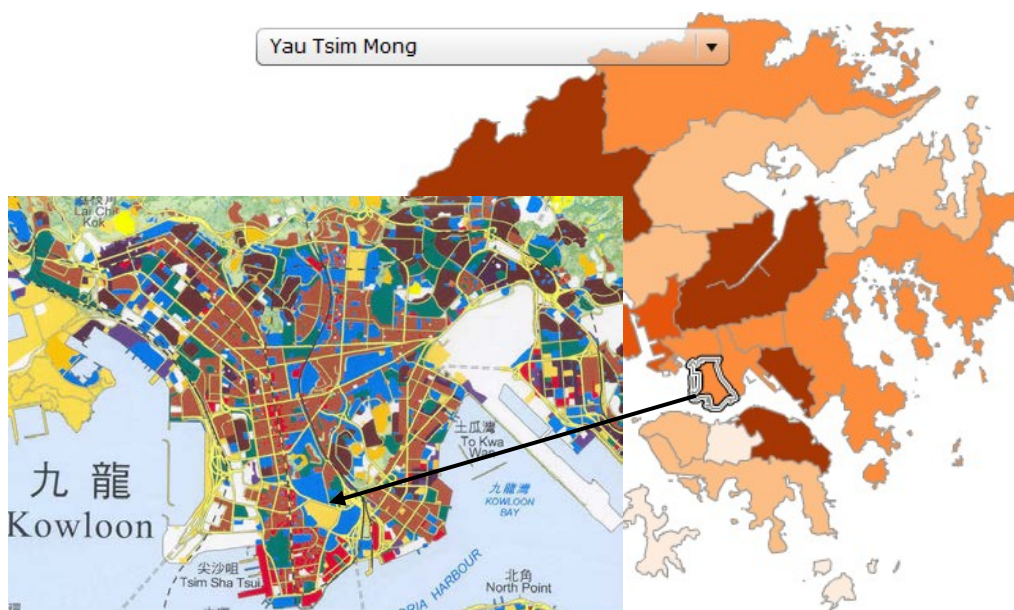 Yau Tsim Mong
Lai Chi
Kok
土瓜灣
To Kwa
Wan
九龍
Kowloon
九龍灣
KOWLOON
BAY
尖沙咀
Tsim Sha Tsui
HARBOUR
北角
North Point